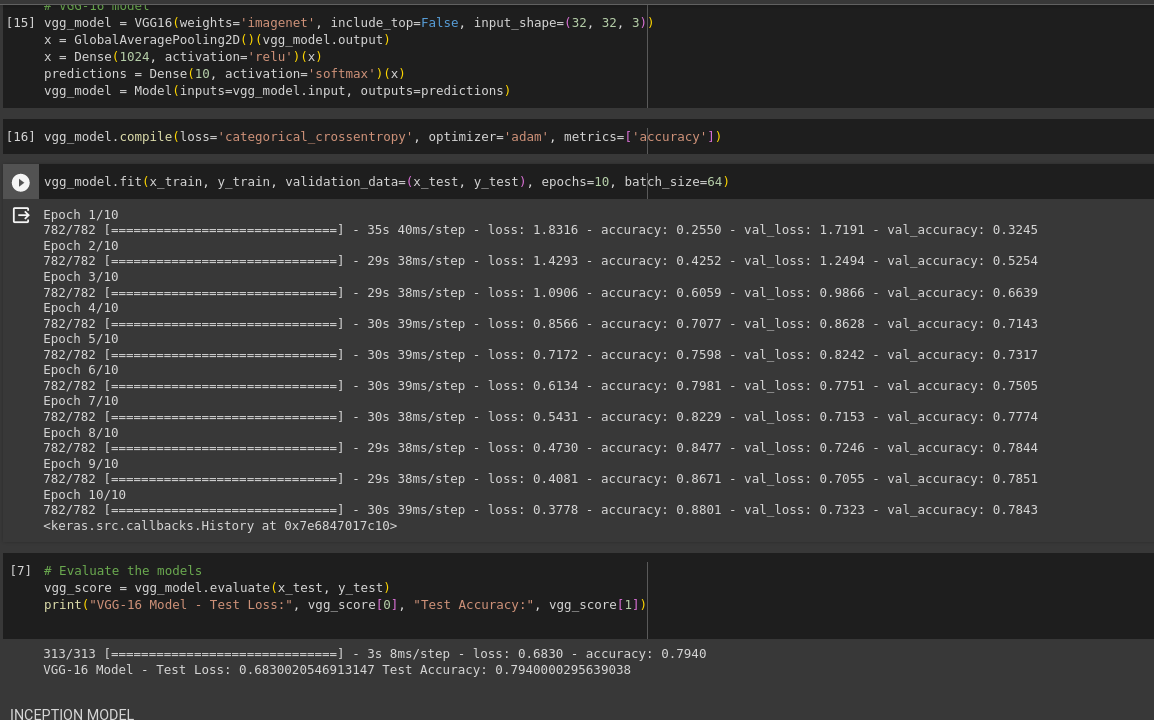 # VGG-16 model
[15] vgg_model = VGG16(weights='imagenet', include_top=False, input_shape=(32, 32, 3))
x = GlobalAveragePooling2D()(vgg_model.output)
x = Dense(1024, activation='relu')(x)
predictions = Dense(10, activation='softmax')(x)
vgg_model = Model(inputs=vgg_model.input, outputs=predictions)
[16] vgg_model.compile(loss='categorical_crossentropy', optimizer='adam', metrics=['accuracy'])
vgg_model.fit(x_train, y_train, validation_data=(x_test, y_test), epochs=10, batch_size=64)
Epoch 1/10
782/782 [==============================] - 35s 40ms/step - loss: 1.8316 - accuracy: 0.2550 - val_loss: 1.7191 - val_accuracy: 0.3245
Epoch 2/10
782/782 [==============================] - 29s 38ms/step - loss: 1.4293 - accuracy: 0.4252 - val_loss: 1.2494 - val_accuracy: 0.5254
Epoch 3/10
782/782 [==============================] - 29s 38ms/step - loss: 1.0906 - accuracy: 0.6059 - val_loss: 0.9866 - val_accuracy: 0.6639
Epoch 4/10
782/782 [==============================] - 30s 39ms/step - loss: 0.8566 - accuracy: 0.7077 - val_loss: 0.8628 - val_accuracy: 0.7143
Epoch 5/10
782/782 [==============================] - 30s 39ms/step - loss: 0.7172 - accuracy: 0.7598 - val_loss: 0.8242 - val_accuracy: 0.7317
Epoch 6/10
782/782 [==============================] - 30s 39ms/step - loss: 0.6134 - accuracy: 0.7981 - val_loss: 0.7751 - val_accuracy: 0.7505
Epoch 7/10
782/782 [==============================] - 30s 38ms/step - loss: 0.5431 - accuracy: 0.8229 - val_loss: 0.7153 - val_accuracy: 0.7774
Epoch 8/10
782/782 [==============================] - 29s 38ms/step - loss: 0.4730 - accuracy: 0.8477 - val_loss: 0.7246 - val_accuracy: 0.7844
Epoch 9/10
782/782 [==============================] - 29s 38ms/step - loss: 0.4081 - accuracy: 0.8671 - val_loss: 0.7055 - val_accuracy: 0.7851
Epoch 10/10
782/782 [==============================] - 30s 39ms/step - loss: 0.3778 - accuracy: 0.8801 - val_loss: 0.7323 - val_accuracy: 0.7843
<keras.src.callbacks.History at 0x7e6847017c10>
[7] # Evaluate the models
vgg_score = vgg_model.evaluate(x_test, y_test)
print("VGG-16 Model - Test Loss:", vgg_score[0], "Test Accuracy:", vgg_score[1])
313/313 [==============================] - 3s 8ms/step - loss: 0.6830 - accuracy: 0.7940
VGG-16 Model - Test Loss: 0.6830020546913147 Test Accuracy: 0.7940000295639038
INCEPTION MODEL